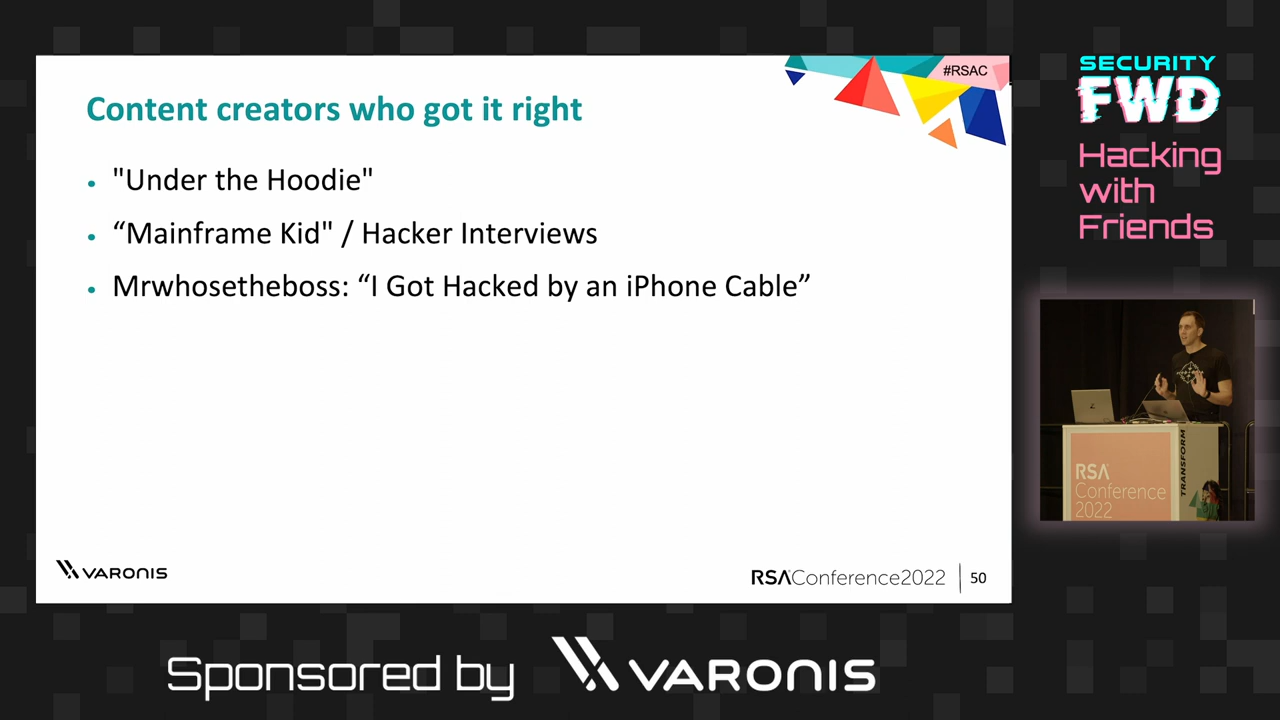 #RSAC
Content creators who got it right
• "Under the Hoodie"
• “Mainframe Kid" / Hacker Interviews
• Mrwhosetheboss: “I Got Hacked by an iPhone Cable”
VARONIS
RSAConference2022
50
SECURITY
FWD
Hacking
with
Friends
RSA
Conference
2022
TRANSFORM
Sponsored by VARONIS